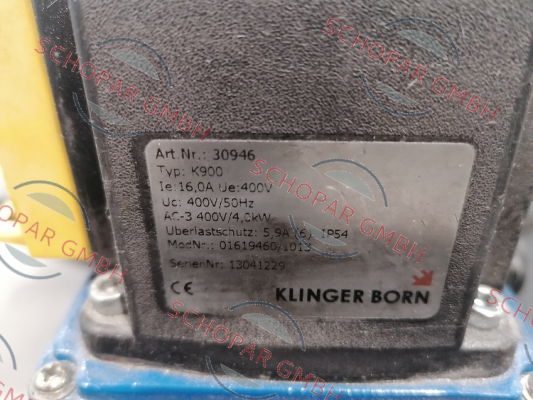 Art.Nr.: 30946
Typ: K900
Ie:16,0A Ue:400V
Uc: 400V/50Hz
AC-3 400V/4,0kW
Überlastschutz: 5,9A (6) IP54
ModNr.: 01619460/1013
SerienNr: 13041229
CE KLINGER BORN
SCHOPAR GMBH
SCHOPAR GMBH
SCHOPAR GMBH
SCHOPAR GMBH
SCHOPAR GMBH
SCHOPAR GMBH